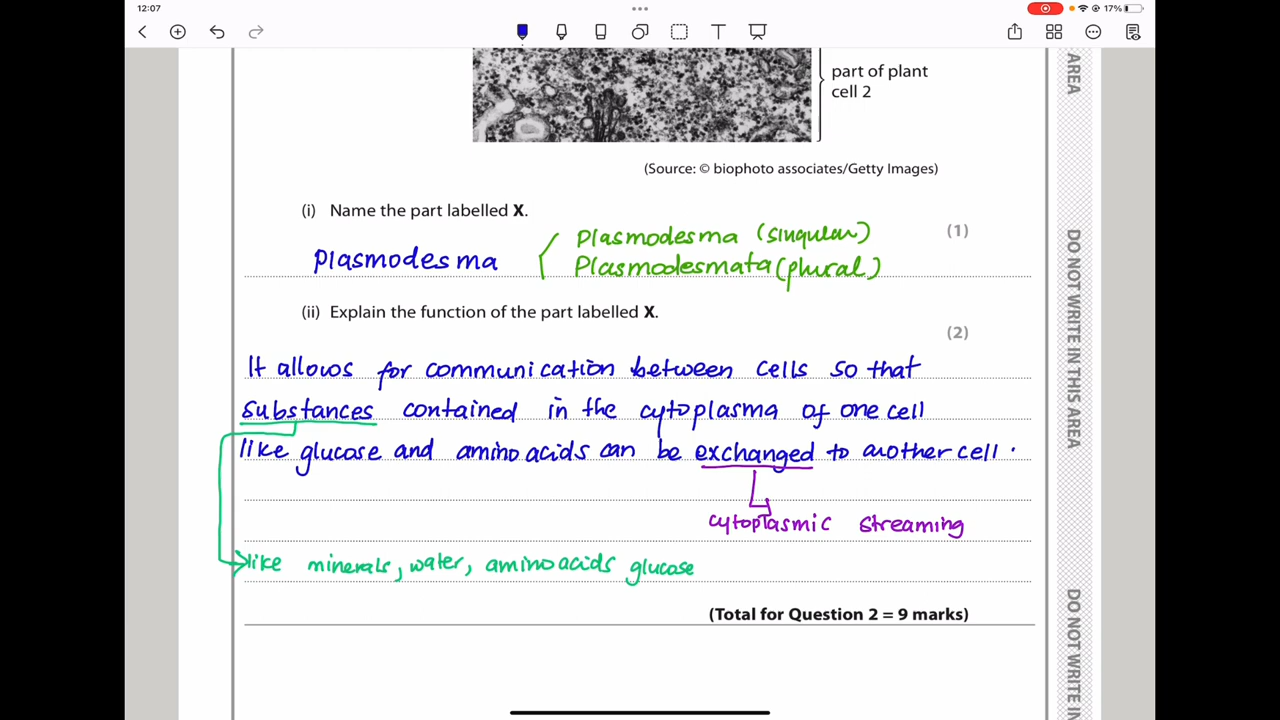 12:07
17%
part of plant
cell 2
AREA
(Source: © biophoto associates/Getty Images)
(i) Name the part labelled X.
(1)
Plasmodesma
Plasmodesma (singular)
Plasmodesmata (plural)
DO NOT WRITE IN THIS AREA
(ii) Explain the function of the part labelled X.
(2)
It allows for communication between cells so that
substances contained in the cytoplasma of one cell
like glucose and amino acids can be exchanged to another cell.
cytoplasmic streaming
like minerals, water, amino acids glucose
(Total for Question 2 = 9 marks)
DO NOT WRITE IN